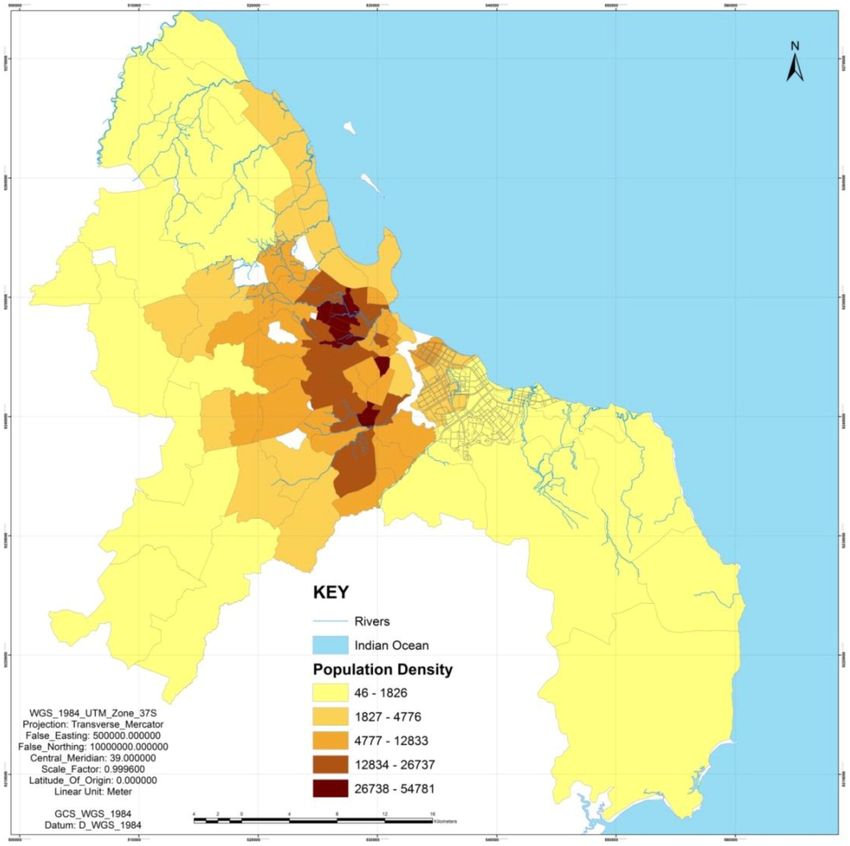 N
KEY
Rivers
Indian Ocean
Population Density
46 - 1826
1827 - 4776
4777 - 12833
12834 - 26737
26738 - 54781
WGS_1984_UTM_Zone_37S
Projection: Transverse_Mercator
False_Easting: 500000.000000
False_Northing: 10000000.000000
Central_Meridian: 39.000000
Scale_Factor: 0.999600
Latitude_Of_Origin: 0.000000
Linear Unit: Meter
GCS_WGS_1984
Datum: D_WGS_1984
Kilometers